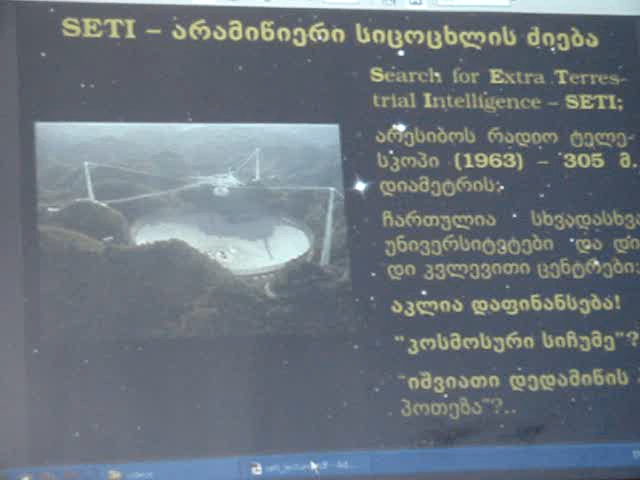 SETI – არამიწიერი სიცოცხლის ძიება
Search for Extra Terres-
trial Intelligence – SETI;
არესიბოს რადიო ტელე-
სკოპი (1963) – 305 მ.
დიამეტრის;
ჩართულია სხვადასხვა
უნივერსიტეტები და
დი კვლევითი ცენტრები;
აკლია დაფინანსება!
"კოსმოსური სიჩუმე"?
"იშვიათი დედამიწის
პოთეზა"?..